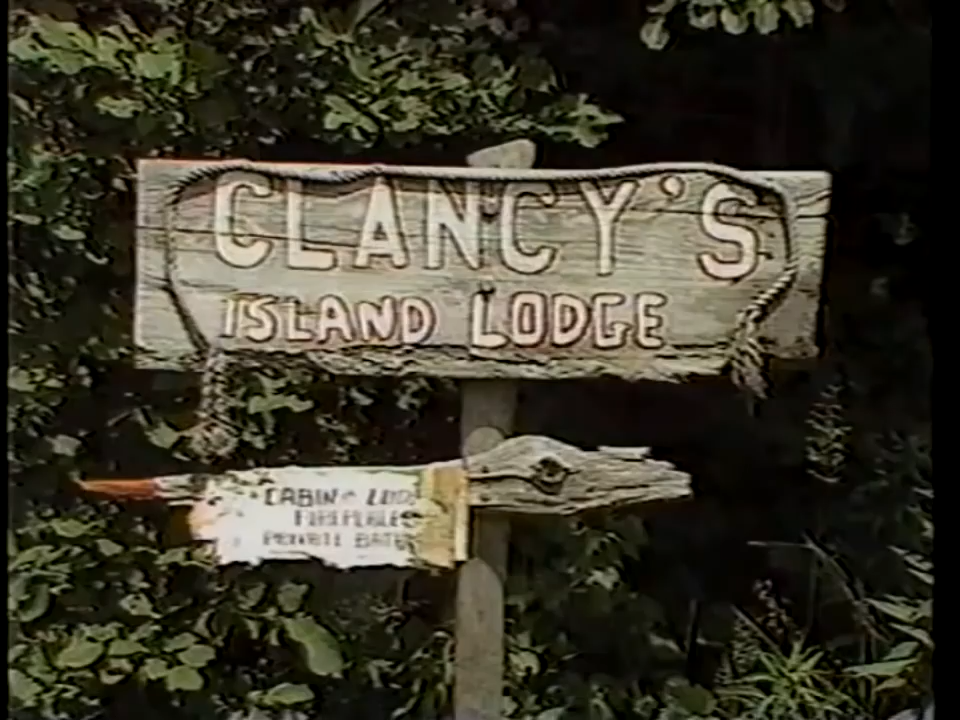 CLANCY'S
ISLAND LODGE
CABIN
FIREPLACES
PRIVATE BATH